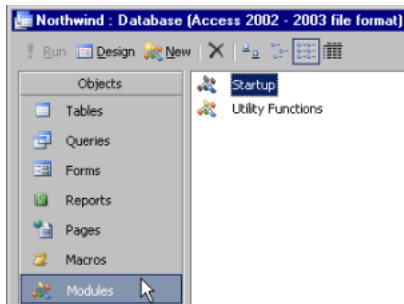 Northwind : Database (Access 2002 - 2003 file format)
Run Design New
Objects
Tables
Queries
Forms
Reports
Pages
Macros
Modules
Startup
Utility Functions